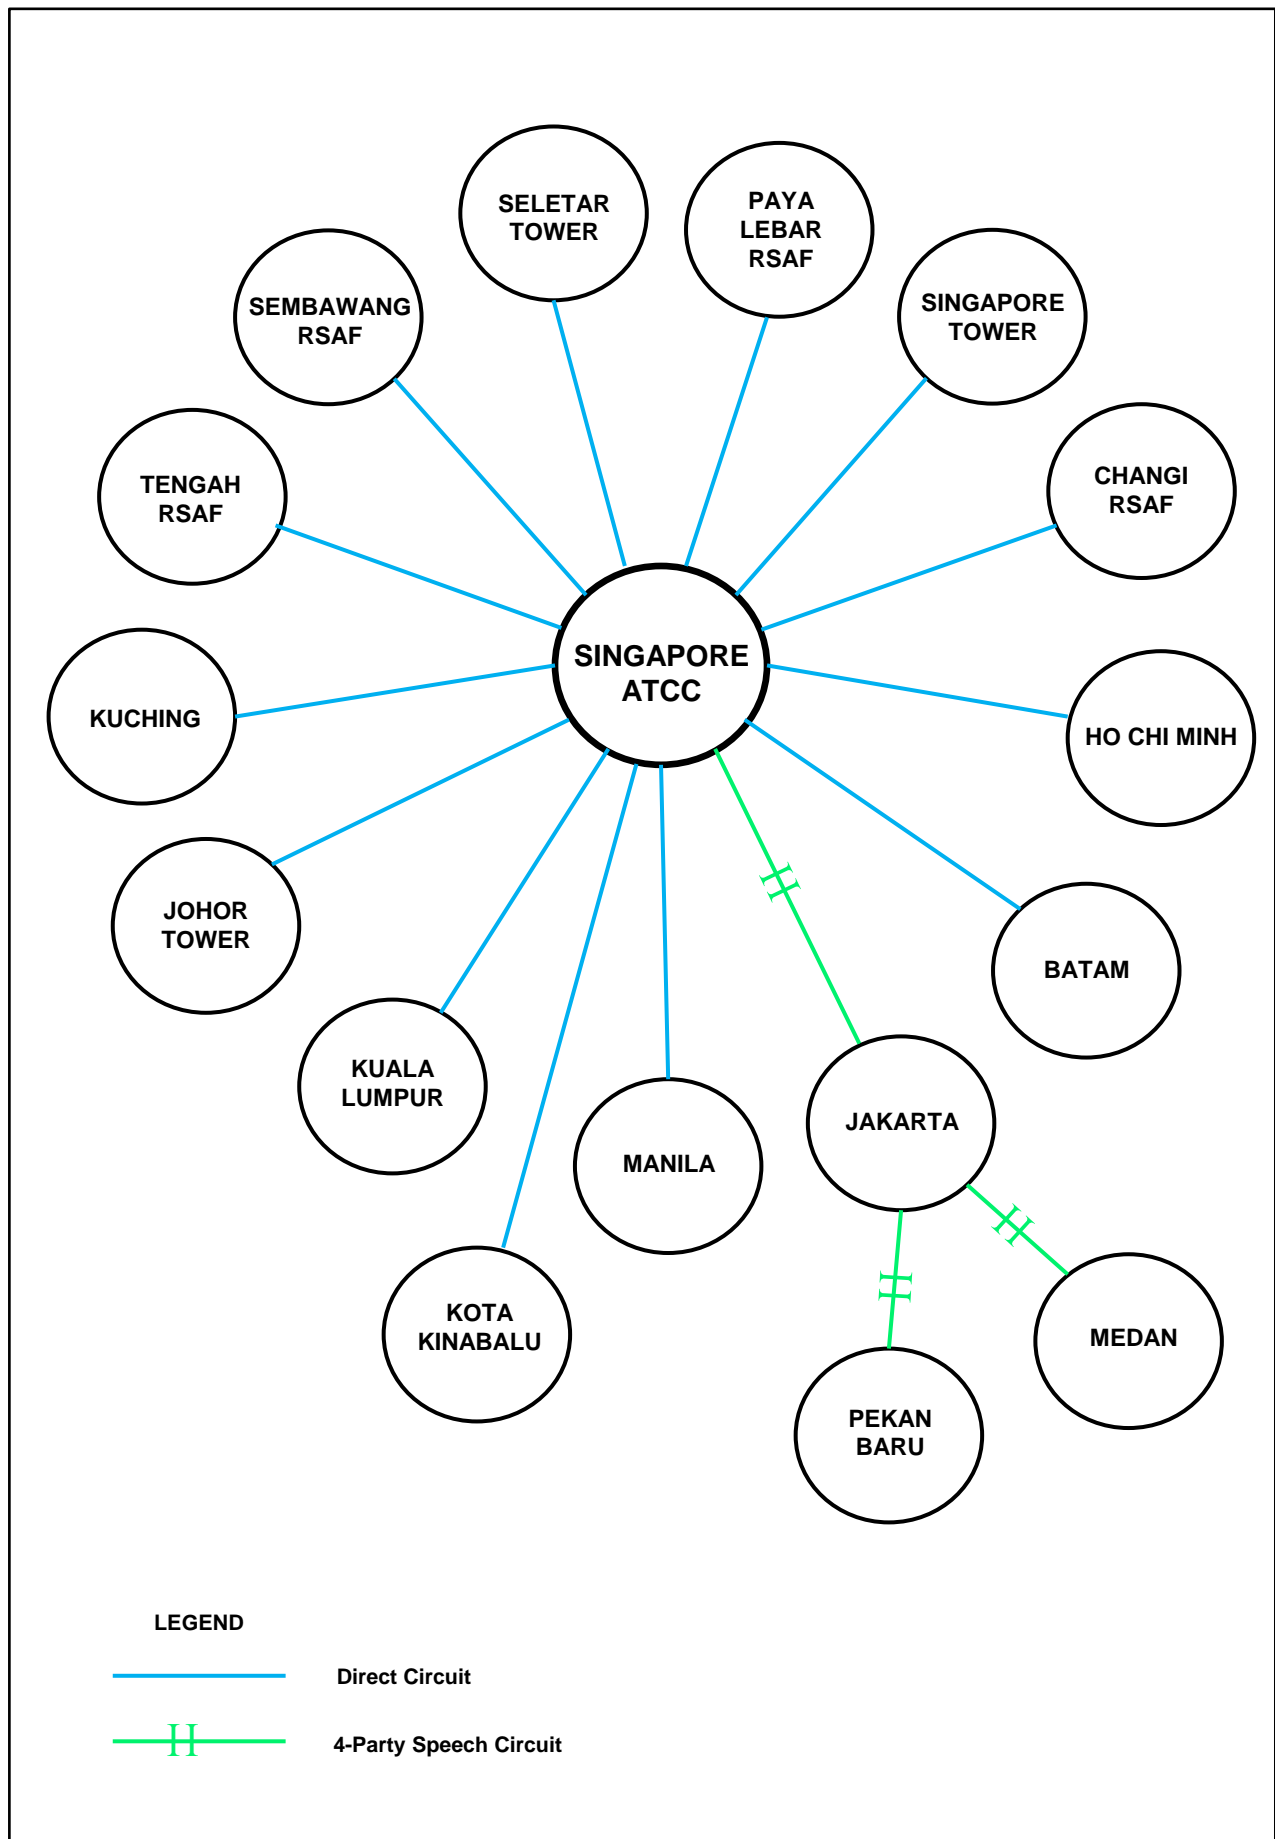 SELETAR
TOWER
PAYA
LEBAR
RSAF
SEMBAWANG
RSAF
SINGAPORE
TOWER
TENGAH
RSAF
CHANGI
RSAF
SINGAPORE
ATCC
KUCHING
HO CHI MINH
JOHOR
TOWER
BATAM
KUALA
LUMPUR
MANILA
JAKARTA
KOTA
KINABALU
MEDAN
PEKAN
BARU
LEGEND
Direct Circuit
4-Party Speech Circuit